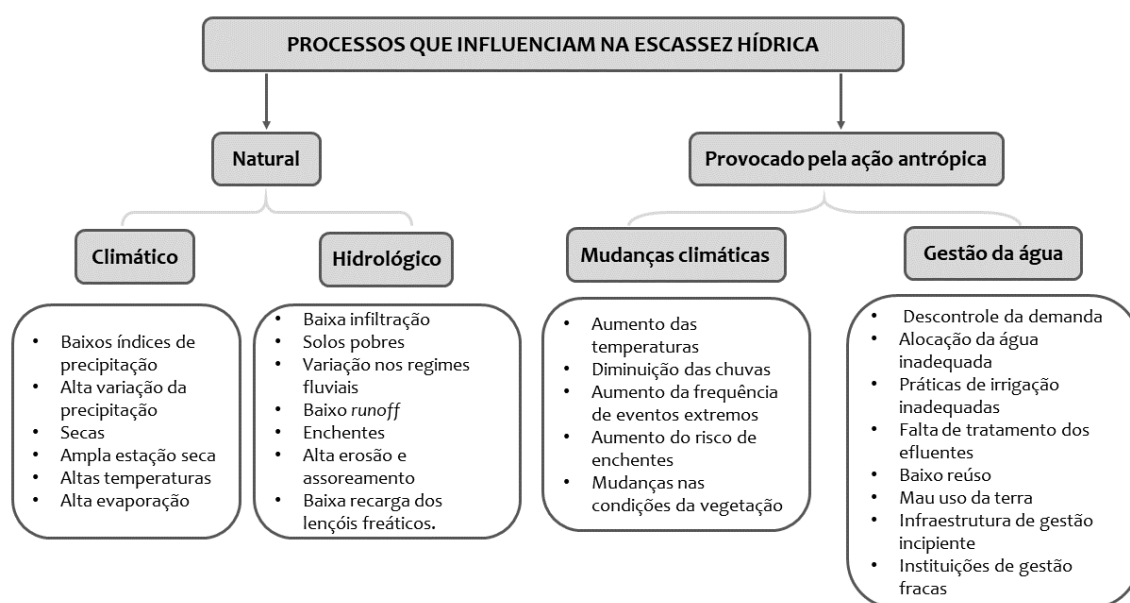 PROCESSOS QUE INFLUENCIAM NA ESCASSEZ HÍDRICA
Natural
Provocado pela ação antrópica
Climático
Hidrológico
Mudanças climáticas
Gestão da água
• Baixos índices de
precipitação
• Alta variação da
precipitação
• Secas
• Ampla estação seca
• Altas temperaturas
• Alta evaporação
• Baixa infiltração
• Solos pobres
• Variação nos regimes
fluviais
• Baixo runoff
• Enchentes
• Alta erosão e
assoreamento
• Baixa recarga dos
lençóis freáticos.
• Aumento das
temperaturas
• Diminuição das chuvas
• Aumento da frequência
de eventos extremos
• Aumento do risco de
enchentes
• Mudanças nas
condições da vegetação
• Descontrole da demanda
• Alocação da água
inadequada
• Práticas de irrigação
inadequadas
• Falta de tratamento dos
efluentes
• Baixo reúso
• Mau uso da terra
• Infraestrutura de gestão
incipiente
• Instituições de gestão
fracas